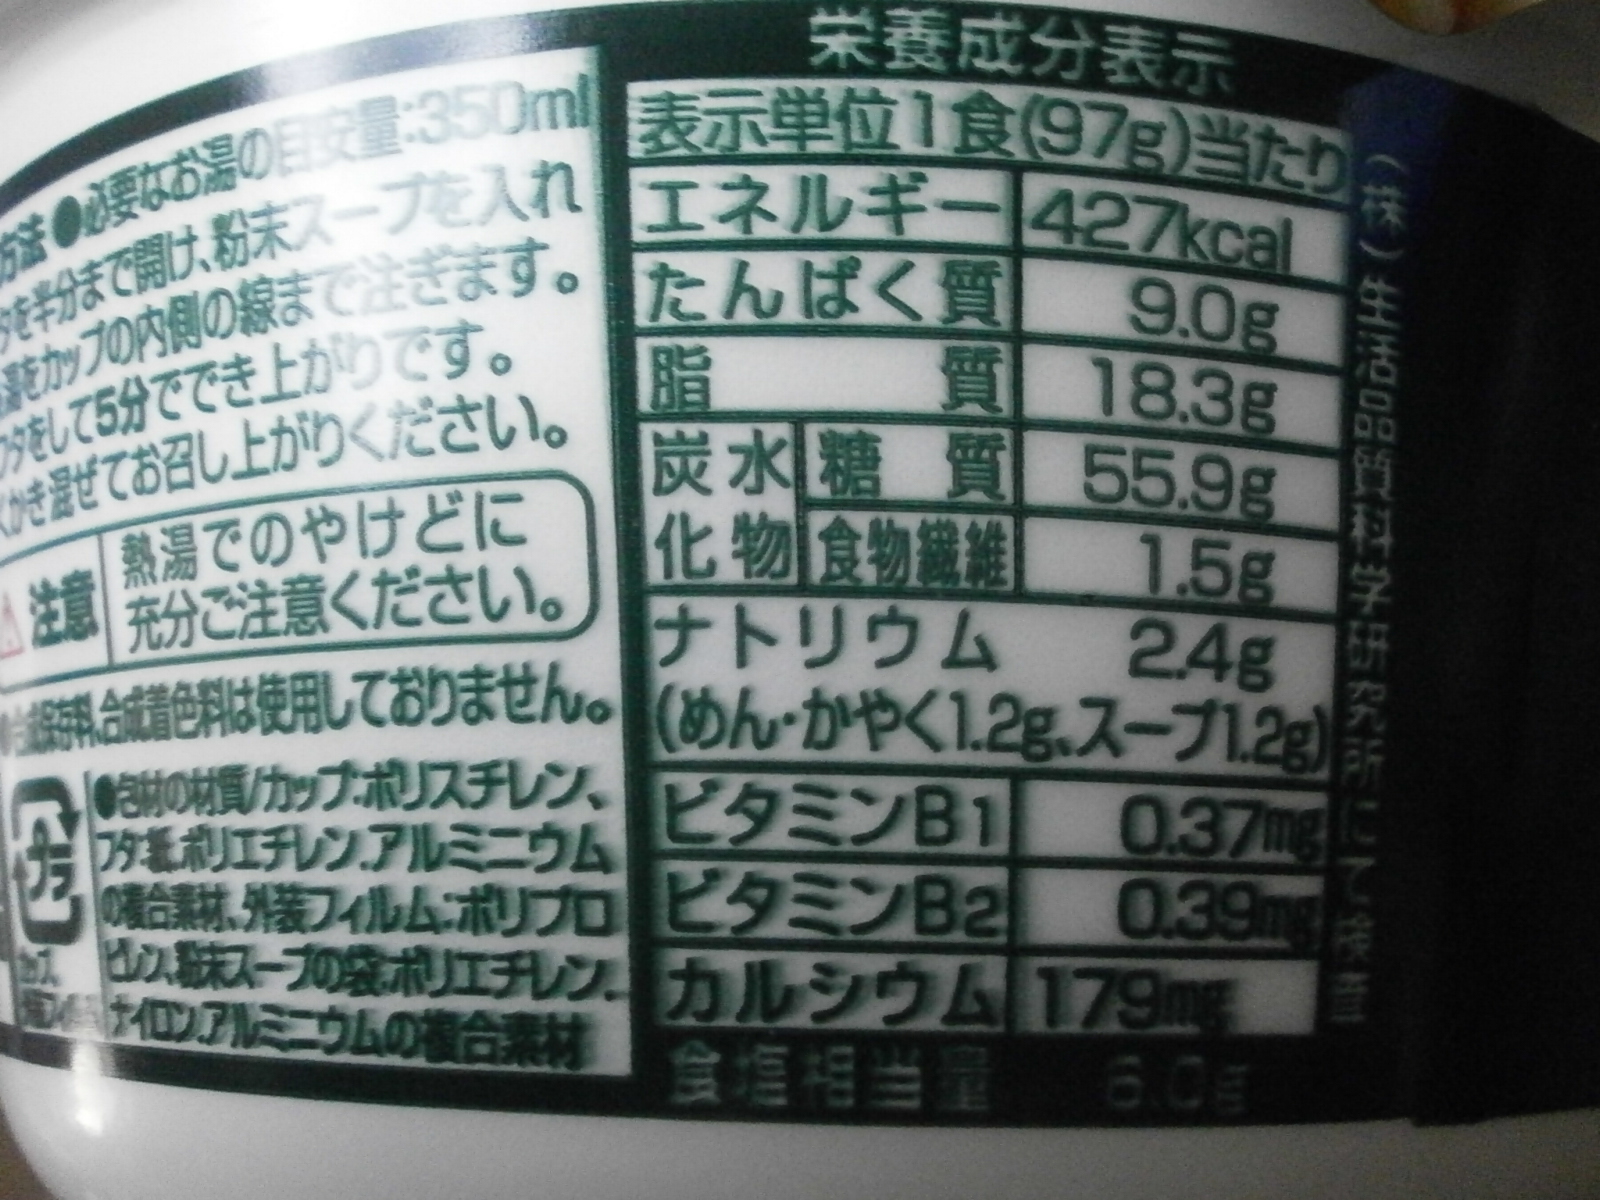 方法 ●必要なお湯の目安量:350ml
タを半分まで開け、粉末スープを入れ
湯をカップの内側の線まで注ぎます。
フタをして5分でき上がりです。
くかき混ぜてお召し上がりください。
注意
熱湯でのやけどに
充分ご注意ください。
●合成保存料、合成着色料は使用しておりません。
プラ
カップ
●包材の材質/カップ:ポリスチレン、
フタ:紙、ポリエチレン、アルミニウム
の複合素材、外装フィルム:ポリプロ
ピレン、粉末スープの袋:ポリエチレン、
ナイロン、アルミニウムの複合素材
栄養成分表示
表示単位1食(97g)当たり
エネルギー 427kcal
たんぱく質 9.0g
脂質 18.3g
炭水化物 糖質 55.9g
食物繊維 1.5g
ナトリウム 2.4g
(めん・かやく1.2g、スープ1.2g)
ビタミンB1 0.37mg
ビタミンB2 0.39mg
カルシウム 179mg
食塩相当量 6.0g
(株)生活品質科学研究所にて検査